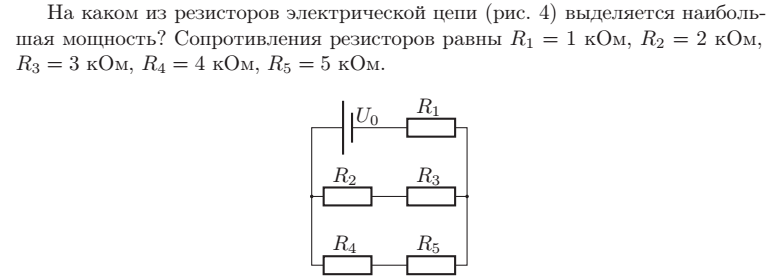 На каком из резисторов электрической цепи (рис. 4) выделяется наиболь-
шая мощность? Сопротивления резисторов равны R₁ = 1 кОм, R₂ = 2 кОм,
R₃ = 3 кОм, R₄ = 4 кОм, R₅ = 5 кОм.
U₀ R₁
R₂ R₃
R₄ R₅